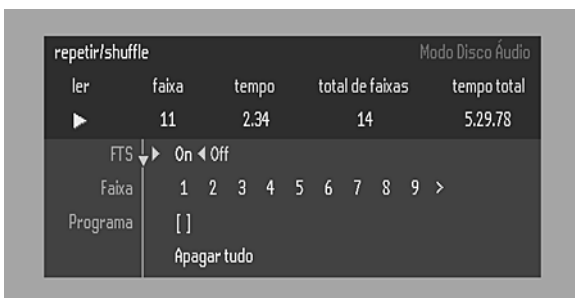 repetir/shuffle Modo Disco Áudio
ler faixa tempo total de faixas tempo total
11 2.34 14 5.29.78
FTS On Off
Faixa 1 2 3 4 5 6 7 8 9 >
Programa [ ]
Apagar tudo